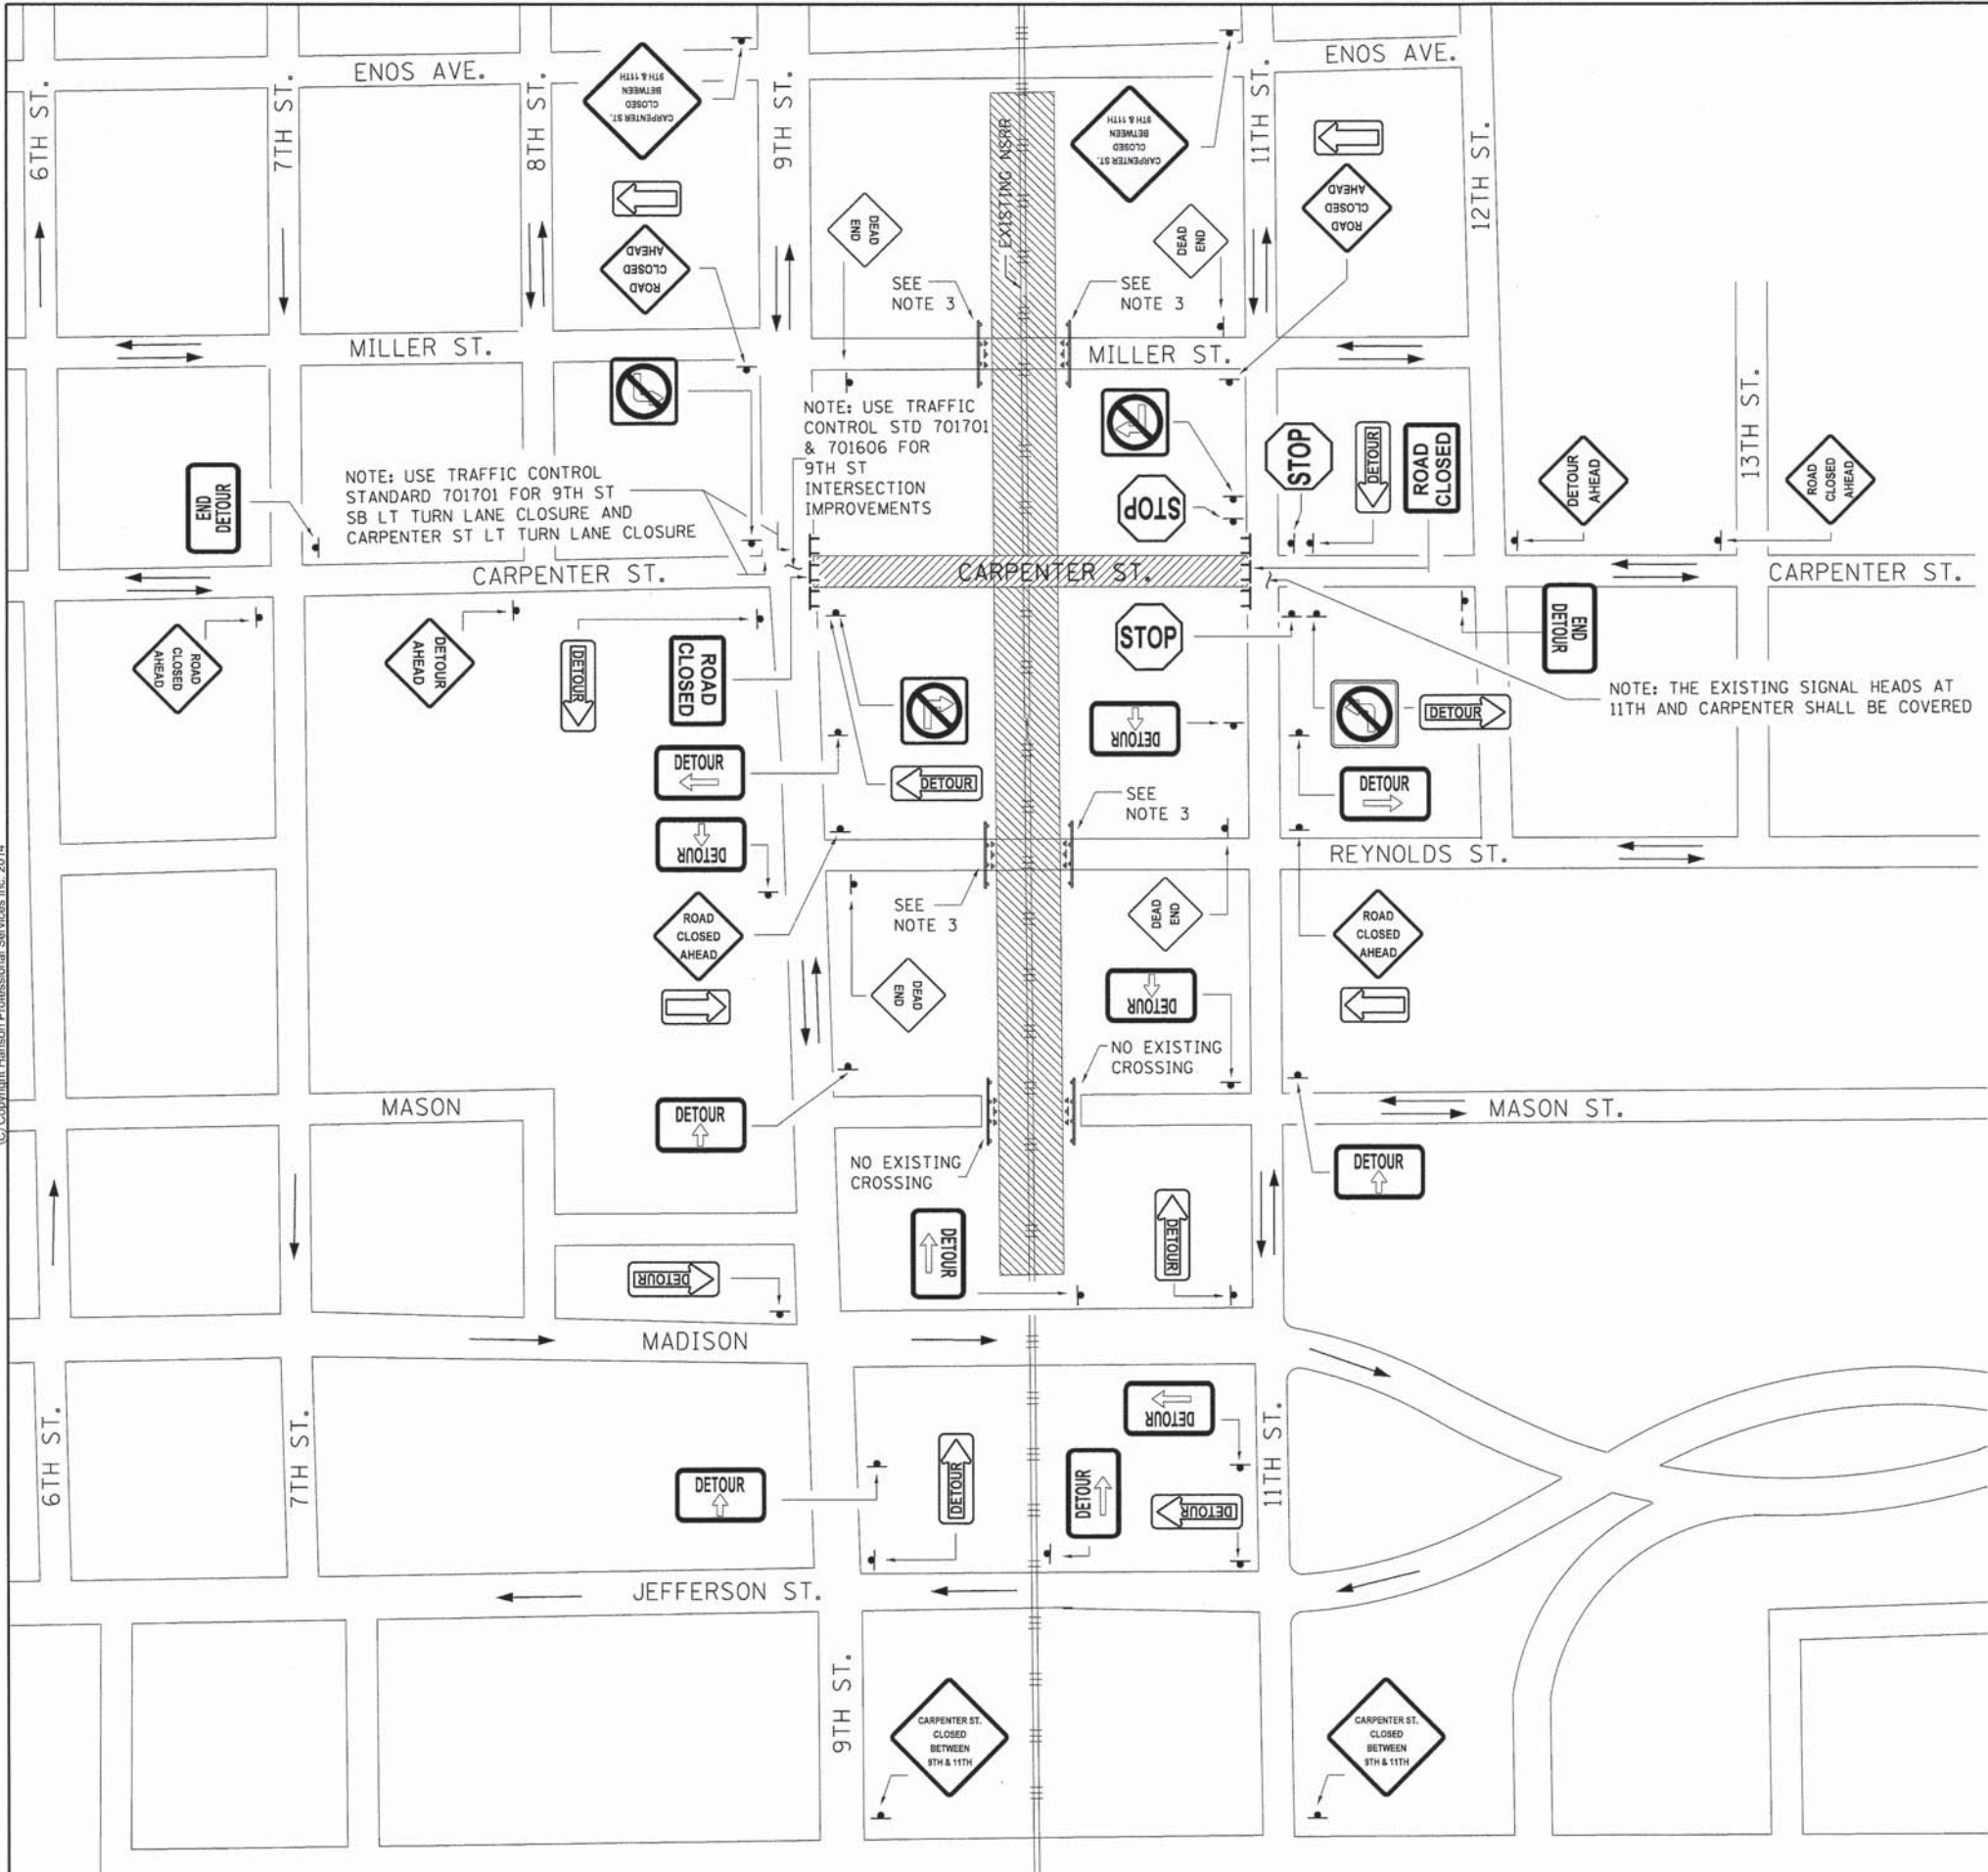 ENOS AVE.
ENOS AVE.
6TH ST.
7TH ST.
8TH ST.
9TH ST.
11TH ST.
12TH ST.
CARPENTER ST.
CLOSED
BETWEEN
9TH & 11TH
CARPENTER ST.
CLOSED
BETWEEN
9TH & 11TH
EXISTING NSRR
ROAD
CLOSED
AHEAD
ROAD
CLOSED
AHEAD
DEAD
END
DEAD
END
SEE
NOTE 3
SEE
NOTE 3
MILLER ST.
MILLER ST.
13TH ST.
NOTE: USE TRAFFIC
CONTROL STD 701701
& 701606 FOR
9TH ST
INTERSECTION
IMPROVEMENTS
NOTE: USE TRAFFIC CONTROL
STANDARD 701701 FOR 9TH ST
SB LT TURN LANE CLOSURE AND
CARPENTER ST LT TURN LANE CLOSURE
END
DETOUR
STOP
STOP
DETOUR
ROAD
CLOSED
DETOUR
AHEAD
ROAD
CLOSED
AHEAD
CARPENTER ST.
CARPENTER ST.
CARPENTER ST.
ROAD
CLOSED
AHEAD
DETOUR
AHEAD
DETOUR
ROAD
CLOSED
STOP
END
DETOUR
NOTE: THE EXISTING SIGNAL HEADS AT
11TH AND CARPENTER SHALL BE COVERED
DETOUR
DETOUR
DETOUR
DETOUR
DETOUR
SEE
NOTE 3
DETOUR
REYNOLDS ST.
SEE
NOTE 3
ROAD
CLOSED
AHEAD
DEAD
END
ROAD
CLOSED
AHEAD
DEAD
END
DETOUR
(C) Copyright Hanson Professional Services Inc. 2014
NO EXISTING
CROSSING
MASON
MASON ST.
DETOUR
NO EXISTING
CROSSING
DETOUR
DETOUR
DETOUR
DETOUR
MADISON
6TH ST.
7TH ST.
11TH ST.
DETOUR
DETOUR
DETOUR
DETOUR
DETOUR
JEFFERSON ST.
9TH ST.
CARPENTER ST.
CLOSED
BETWEEN
9TH & 11TH
CARPENTER ST.
CLOSED
BETWEEN
9TH & 11TH